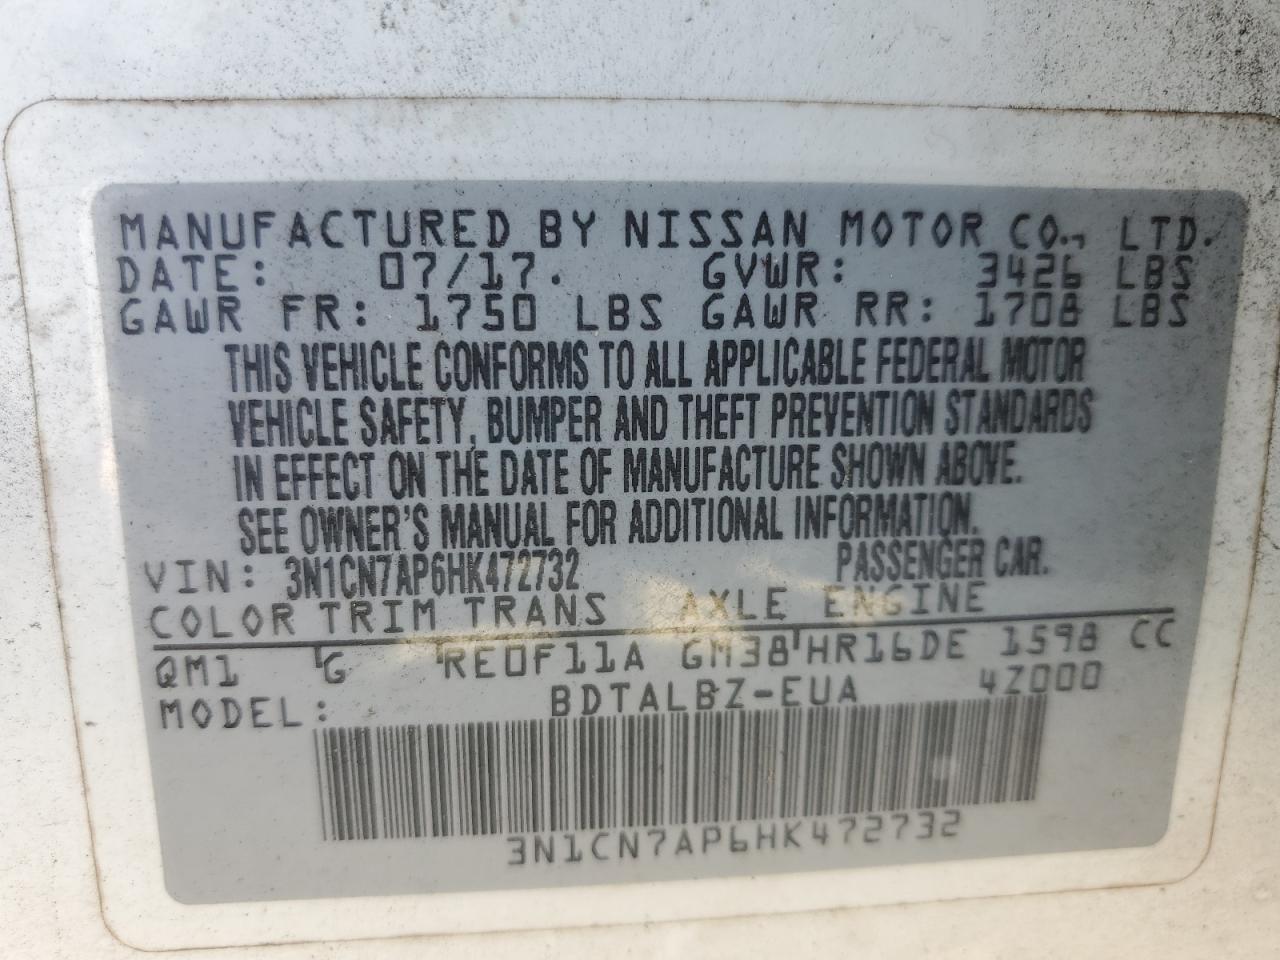 MANUFACTURED BY NISSAN MOTOR CO., LTD.
DATE: 07/17. GVWR: 3426 LBS
GAWR FR: 1750 LBS GAWR RR: 1708 LBS
THIS VEHICLE CONFORMS TO ALL APPLICABLE FEDERAL MOTOR
VEHICLE SAFETY, BUMPER AND THEFT PREVENTION STANDARDS
IN EFFECT ON THE DATE OF MANUFACTURE SHOWN ABOVE.
SEE OWNER'S MANUAL FOR ADDITIONAL INFORMATION.
VIN: 3N1CN7AP6HK472732 PASSENGER CAR.
COLOR TRIM TRANS AXLE ENGINE
QM1 G RE0F11A GM38 HR16DE 1598 CC
MODEL: BDTALBZ-EUA 4Z000
3N1CN7AP6HK472732